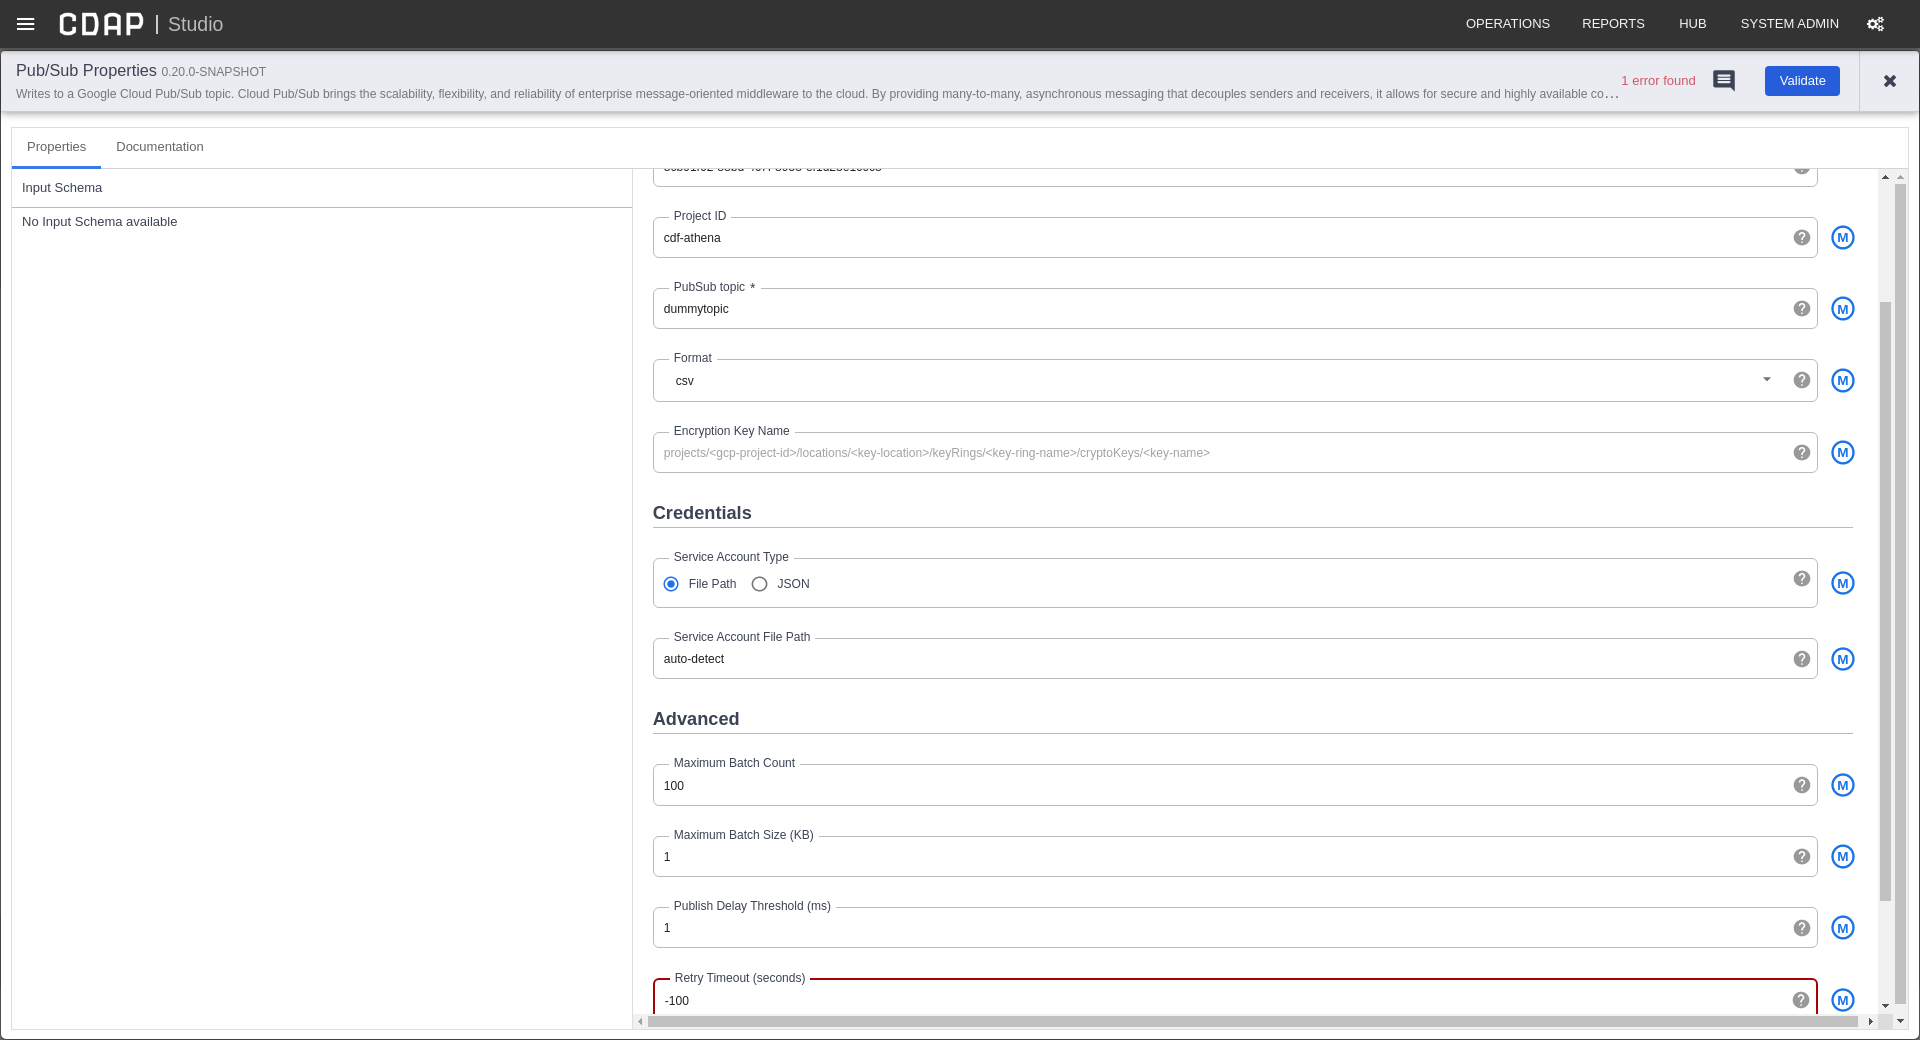 CDAP | Studio
OPERATIONS REPORTS HUB SYSTEM ADMIN
Pub/Sub Properties 0.20.0-SNAPSHOT
Writes to a Google Cloud Pub/Sub topic. Cloud Pub/Sub brings the scalability, flexibility, and reliability of enterprise message-oriented middleware to the cloud. By providing many-to-many, asynchronous messaging that decouples senders and receivers, it allows for secure and highly available co...
1 error found
Validate
Properties Documentation
Input Schema
No Input Schema available
Project ID
cdf-athena
M
PubSub topic *
dummytopic
M
Format
csv
M
Encryption Key Name
projects/<gcp-project-id>/locations/<key-location>/keyRings/<key-ring-name>/cryptoKeys/<key-name>
M
Credentials
Service Account Type
File Path JSON
M
Service Account File Path
auto-detect
M
Advanced
Maximum Batch Count
100
M
Maximum Batch Size (KB)
1
M
Publish Delay Threshold (ms)
1
M
Retry Timeout (seconds)
-100
M